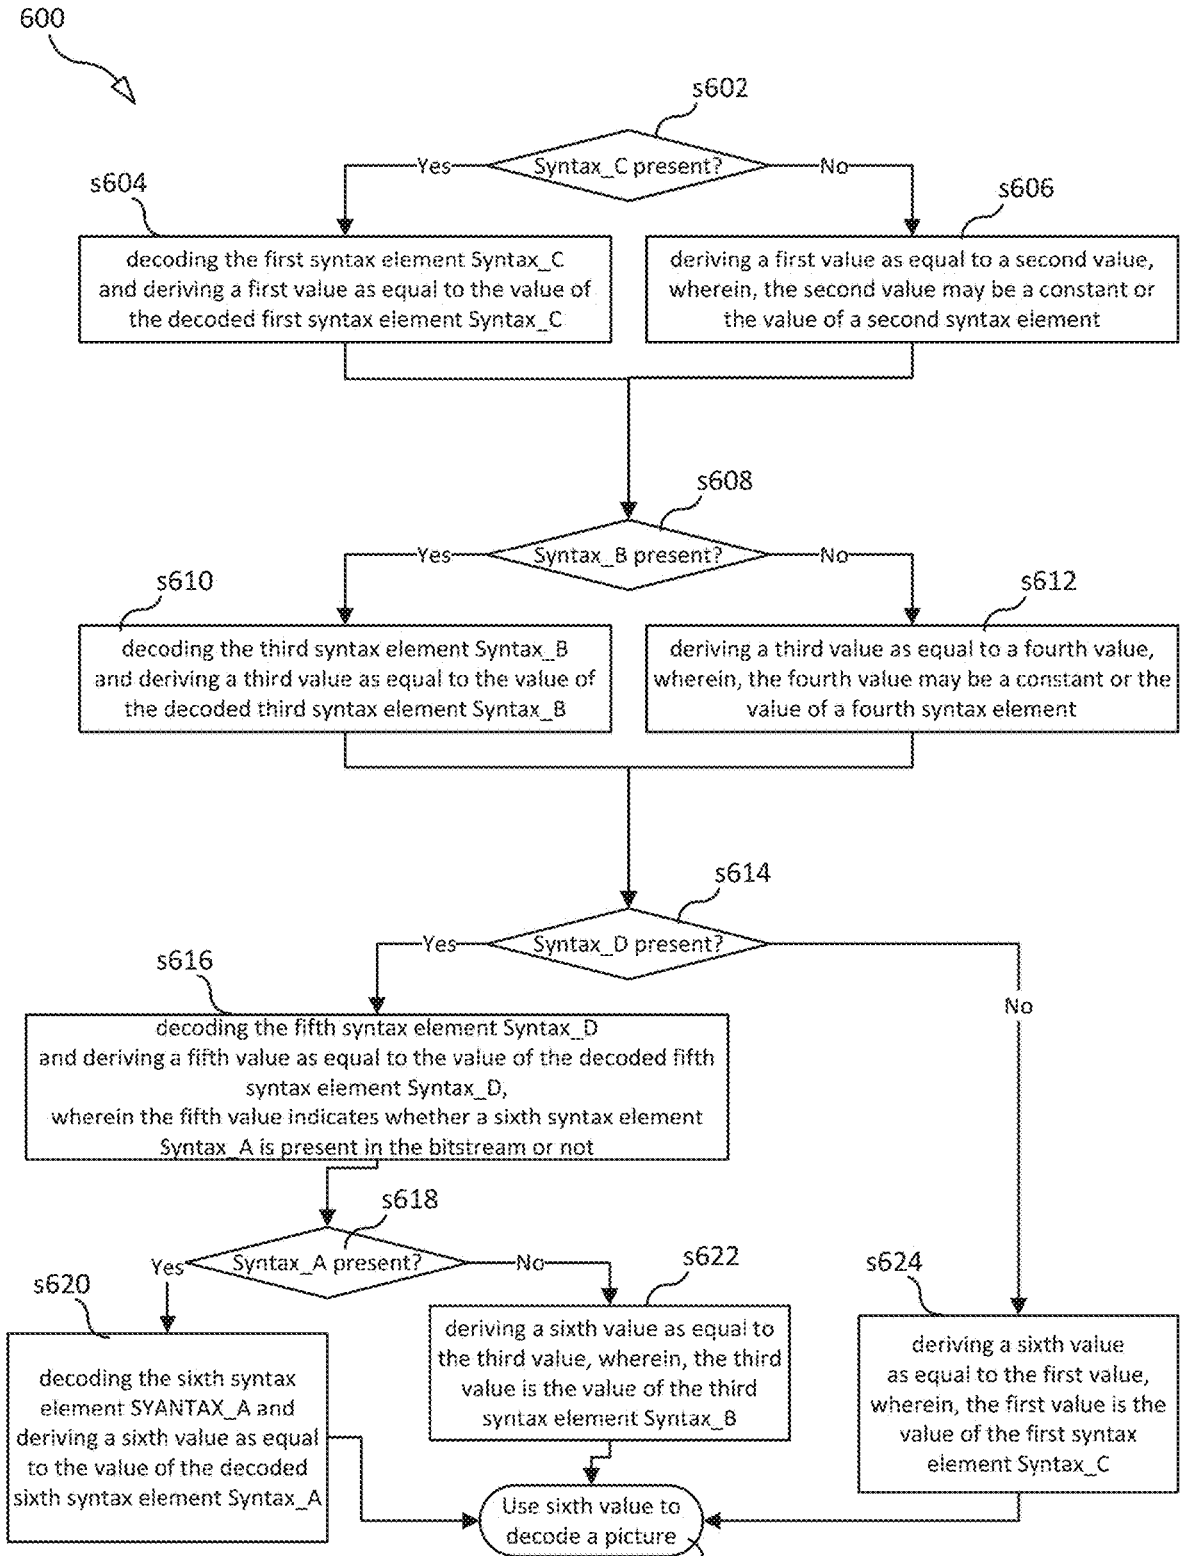 600
s602
Syntax_C present?
Yes
No
s604
s606
decoding the first syntax element Syntax_C
and deriving a first value as equal to the value of
the decoded first syntax element Syntax_C
deriving a first value as equal to a second value,
wherein, the second value may be a constant or
the value of a second syntax element
s608
Syntax_B present?
Yes
No
s610
s612
decoding the third syntax element Syntax_B
and deriving a third value as equal to the value of
the decoded third syntax element Syntax_B
deriving a third value as equal to a fourth value,
wherein, the fourth value may be a constant or the
value of a fourth syntax element
s614
Syntax_D present?
Yes
No
s616
decoding the fifth syntax element Syntax_D
and deriving a fifth value as equal to the value of the decoded fifth
syntax element Syntax_D,
wherein the fifth value indicates whether a sixth syntax element
Syntax_A is present in the bitstream or not
s618
Syntax_A present?
Yes
No
s620
s622
s624
decoding the sixth syntax
element SYANTAX_A and
deriving a sixth value as equal
to the value of the decoded
sixth syntax element Syntax_A
deriving a sixth value as equal to
the third value, wherein, the third
value is the value of the third
syntax element Syntax_B
deriving a sixth value
as equal to the first value,
wherein, the first value is the
value of the first syntax
element Syntax_C
Use sixth value to
decode a picture